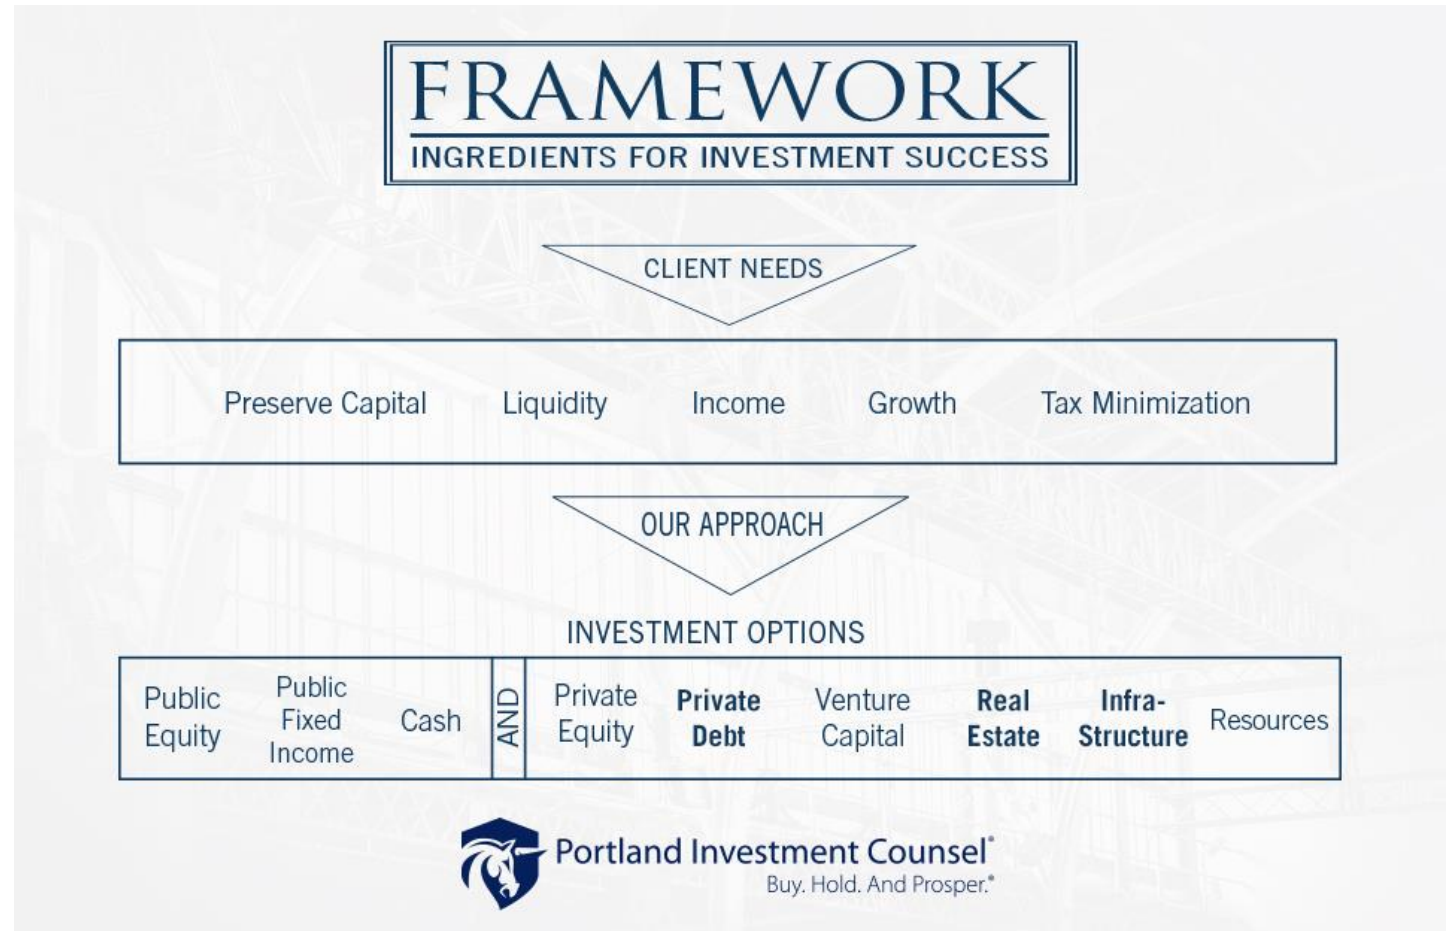 FRAMEWORK
INGREDIENTS FOR INVESTMENT SUCCESS
CLIENT NEEDS
Preserve Capital Liquidity Income Growth Tax Minimization
OUR APPROACH
INVESTMENT OPTIONS
Public
Equity
Public
Fixed
Income
Cash
AND
Private
Equity
Private
Debt
Venture
Capital
Real
Estate
Infra-
Structure
Resources
Portland Investment Counsel®
Buy. Hold. And Prosper.®